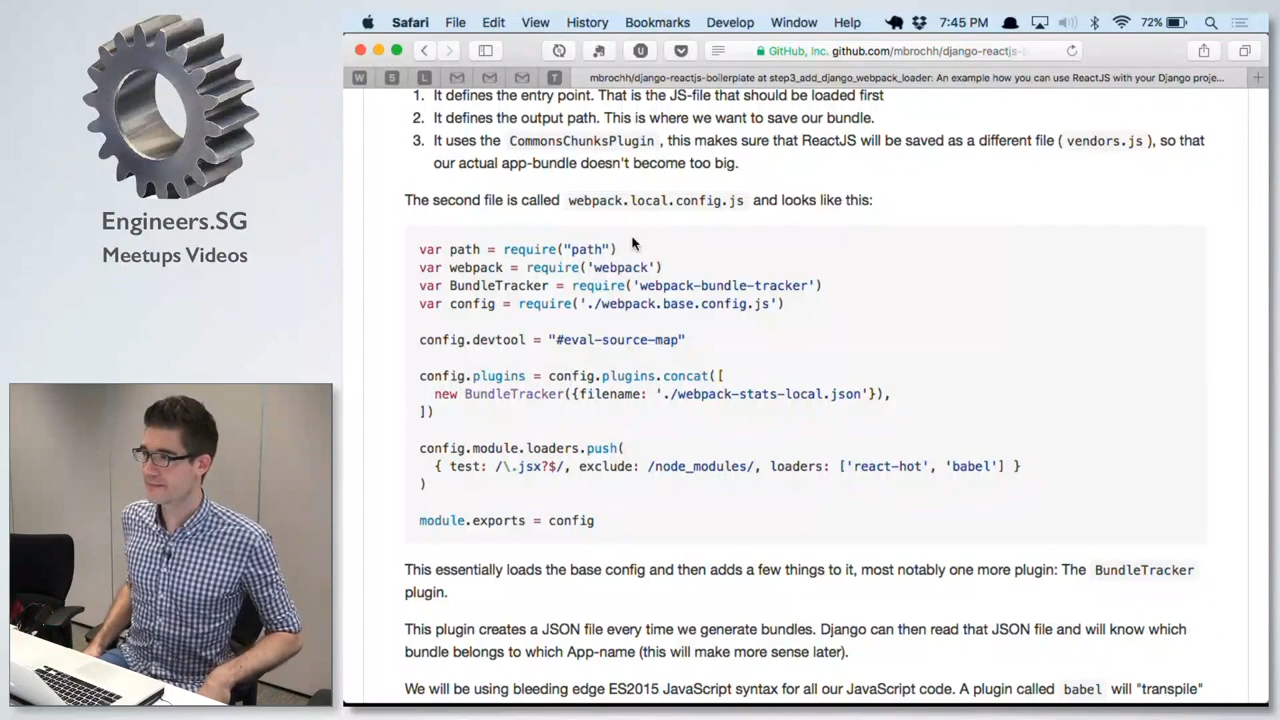 Engineers.SG
Meetups Videos
Safari File Edit View History Bookmarks Develop Window Help 7:45 PM 72%
GitHub, Inc. github.com/mbrochh/django-reactjs-
W 5 L T mbrochh/django-reactjs-boilerplate at step3_add_django_webpack_loader: An example how you can use ReactJS with your Django proje...
1. It defines the entry point. That is the JS-file that should be loaded first
2. It defines the output path. This is where we want to save our bundle.
3. It uses the CommonsChunksPlugin, this makes sure that ReactJS will be saved as a different file (vendors.js), so that
our actual app-bundle doesn't become too big.
The second file is called webpack.local.config.js and looks like this:
var path = require("path")
var webpack = require('webpack')
var BundleTracker = require('webpack-bundle-tracker')
var config = require('./webpack.base.config.js')
config.devtool = "#eval-source-map"
config.plugins = config.plugins.concat([
new BundleTracker({filename: './webpack-stats-local.json'}),
])
config.module.loaders.push(
{ test: /\.jsx?$/, exclude: /node_modules/, loaders: ['react-hot', 'babel'] }
)
module.exports = config
This essentially loads the base config and then adds a few things to it, most notably one more plugin: The BundleTracker
plugin.
This plugin creates a JSON file every time we generate bundles. Django can then read that JSON file and will know which
bundle belongs to which App-name (this will make more sense later).
We will be using bleeding edge ES2015 JavaScript syntax for all our JavaScript code. A plugin called babel will "transpile"